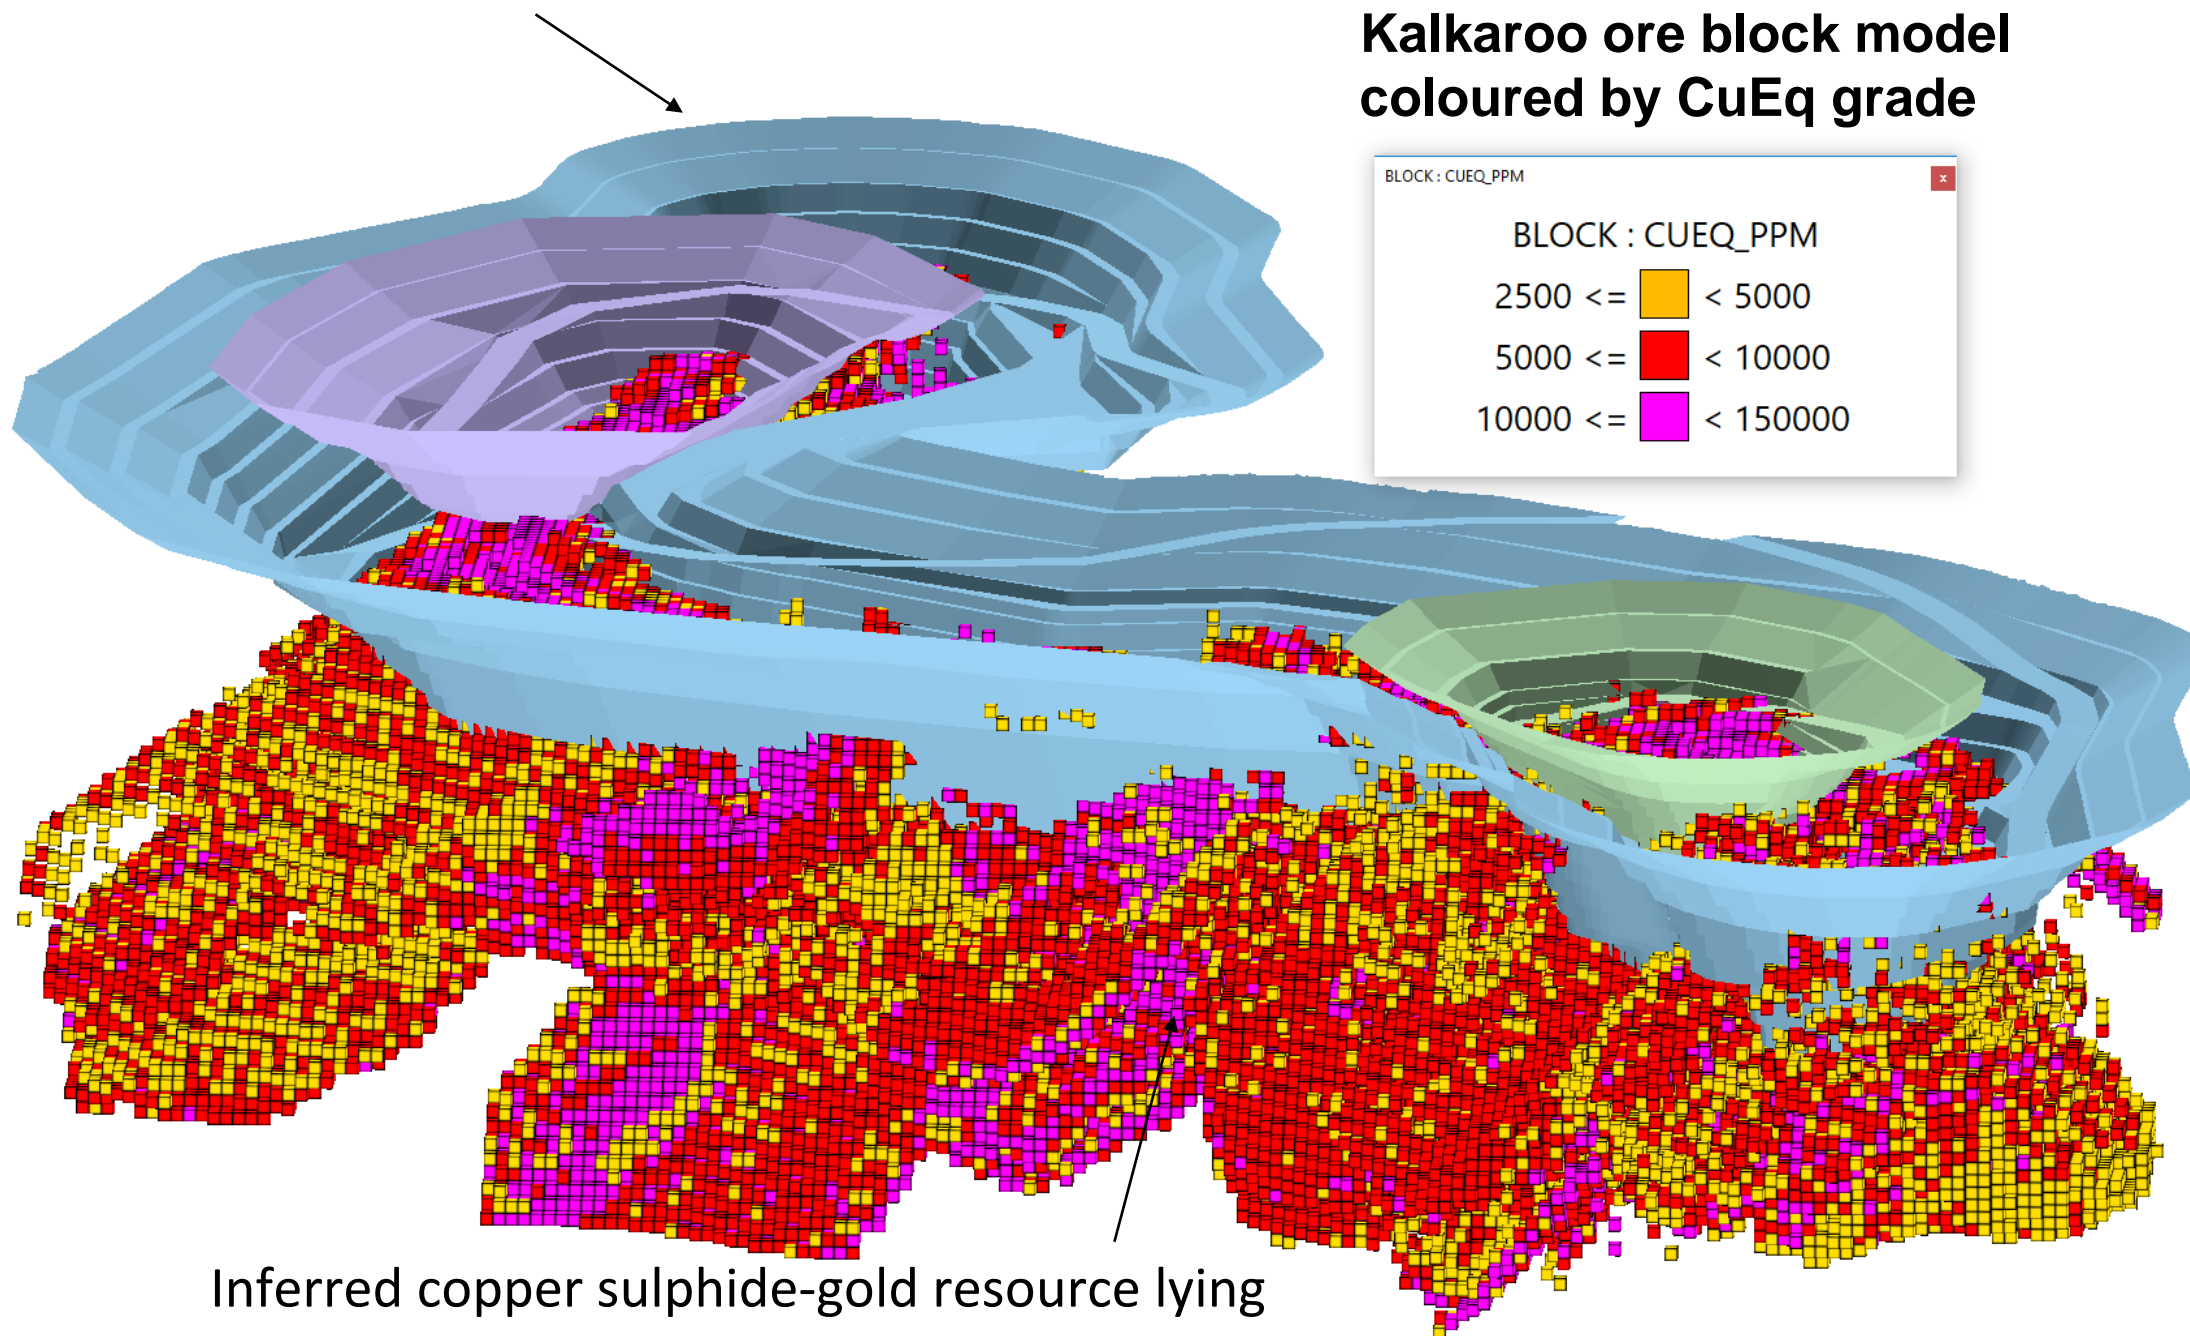 Kalkaroo ore block model
coloured by CuEq grade
BLOCK : CUEQ_PPM
x
BLOCK : CUEQ_PPM
2500 <= < 5000
5000 <= < 10000
10000 <= < 150000
Inferred copper sulphide-gold resource lying